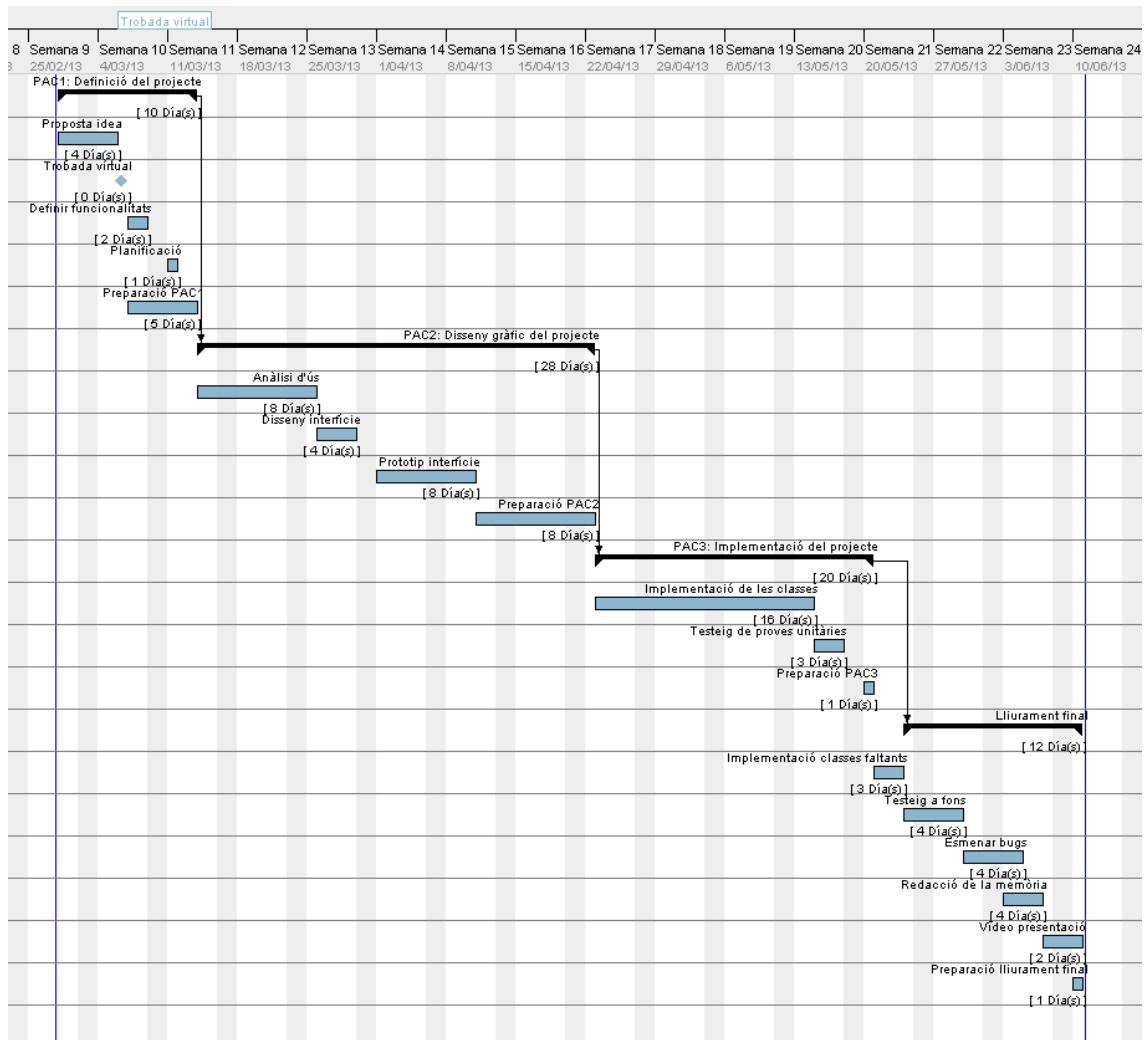 Trobada virtual
8 Semana 9 Semana 10 Semana 11 Semana 12 Semana 13 Semana 14 Semana 15 Semana 16 Semana 17 Semana 18 Semana 19 Semana 20 Semana 21 Semana 22 Semana 23 Semana 24
3 25/02/13 4/03/13 11/03/13 18/03/13 25/03/13 1/04/13 8/04/13 15/04/13 22/04/13 29/04/13 6/05/13 13/05/13 20/05/13 27/05/13 3/06/13 10/06/13
PAC1: Definició del projecte
[ 10 Día(s) ]
Proposta idea
[ 4 Día(s) ]
Trobada virtual
[ 0 Día(s) ]
Definir funcionalitats
[ 2 Día(s) ]
Planificació
[ 1 Día(s) ]
Preparació PAC1
[ 5 Día(s) ]
PAC2: Disseny gràfic del projecte
[ 28 Día(s) ]
Anàlisi d'ús
[ 8 Día(s) ]
Disseny interfície
[ 4 Día(s) ]
Prototip interfície
[ 8 Día(s) ]
Preparació PAC2
[ 8 Día(s) ]
PAC3: Implementació del projecte
[ 20 Día(s) ]
Implementació de les classes
[ 16 Día(s) ]
Testeig de proves unitàries
[ 3 Día(s) ]
Preparació PAC3
[ 1 Día(s) ]
Lliurament final
[ 12 Día(s) ]
Implementació classes faltants
[ 3 Día(s) ]
Testeig a fons
[ 4 Día(s) ]
Esmenar bugs
[ 4 Día(s) ]
Redacció de la memòria
[ 4 Día(s) ]
Vídeo presentació
[ 2 Día(s) ]
Preparació lliurament final
[ 1 Día(s) ]